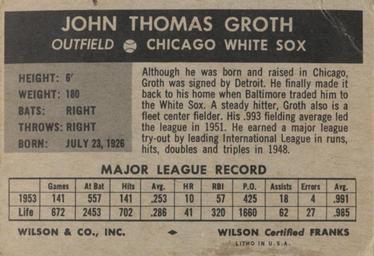 JOHN THOMAS GROTH
OUTFIELD CHICAGO WHITE SOX
HEIGHT: 6'
WEIGHT: 180
BATS: RIGHT
THROWS: RIGHT
BORN: JULY 23, 1926
Although he was born and raised in Chicago,
Groth was signed by Detroit. He finally made it
back to his home when Baltimore traded him to
the White Sox. A steady hitter, Groth also is a
fleet center fielder. His .993 fielding average led
the league in 1951. He earned a major league
try-out by leading International League in runs,
hits, doubles and triples in 1948.
MAJOR LEAGUE RECORD
Games At Bat Hits Avg. HR RBI P.O. Assists Errors Avg.
1953 141 557 141 .253 10 57 425 18 4 .991
Life 672 2453 702 .286 41 320 1660 62 27 .985
WILSON & CO., INC. WILSON Certified FRANKS
LITHO IN U.S.A.